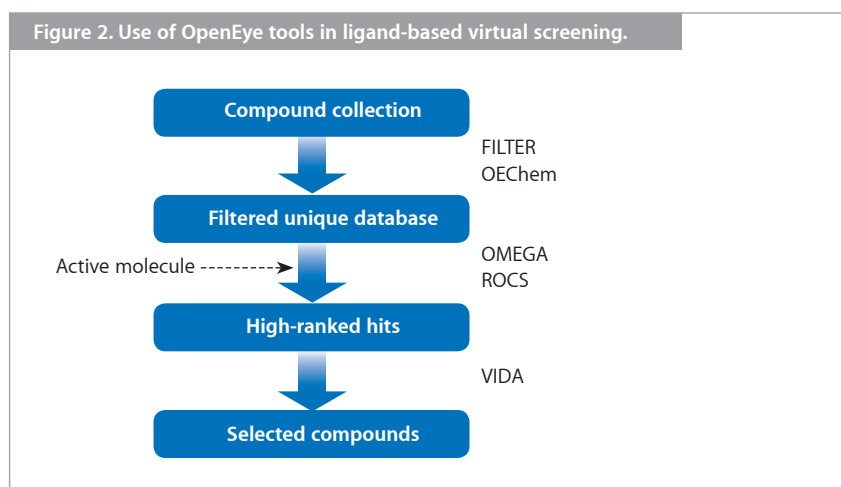 Figure 2. Use of OpenEye tools in ligand-based virtual screening.
Compound collection
FILTER
OEChem
Filtered unique database
Active molecule
OMEGA
ROCS
High-ranked hits
VIDA
Selected compounds